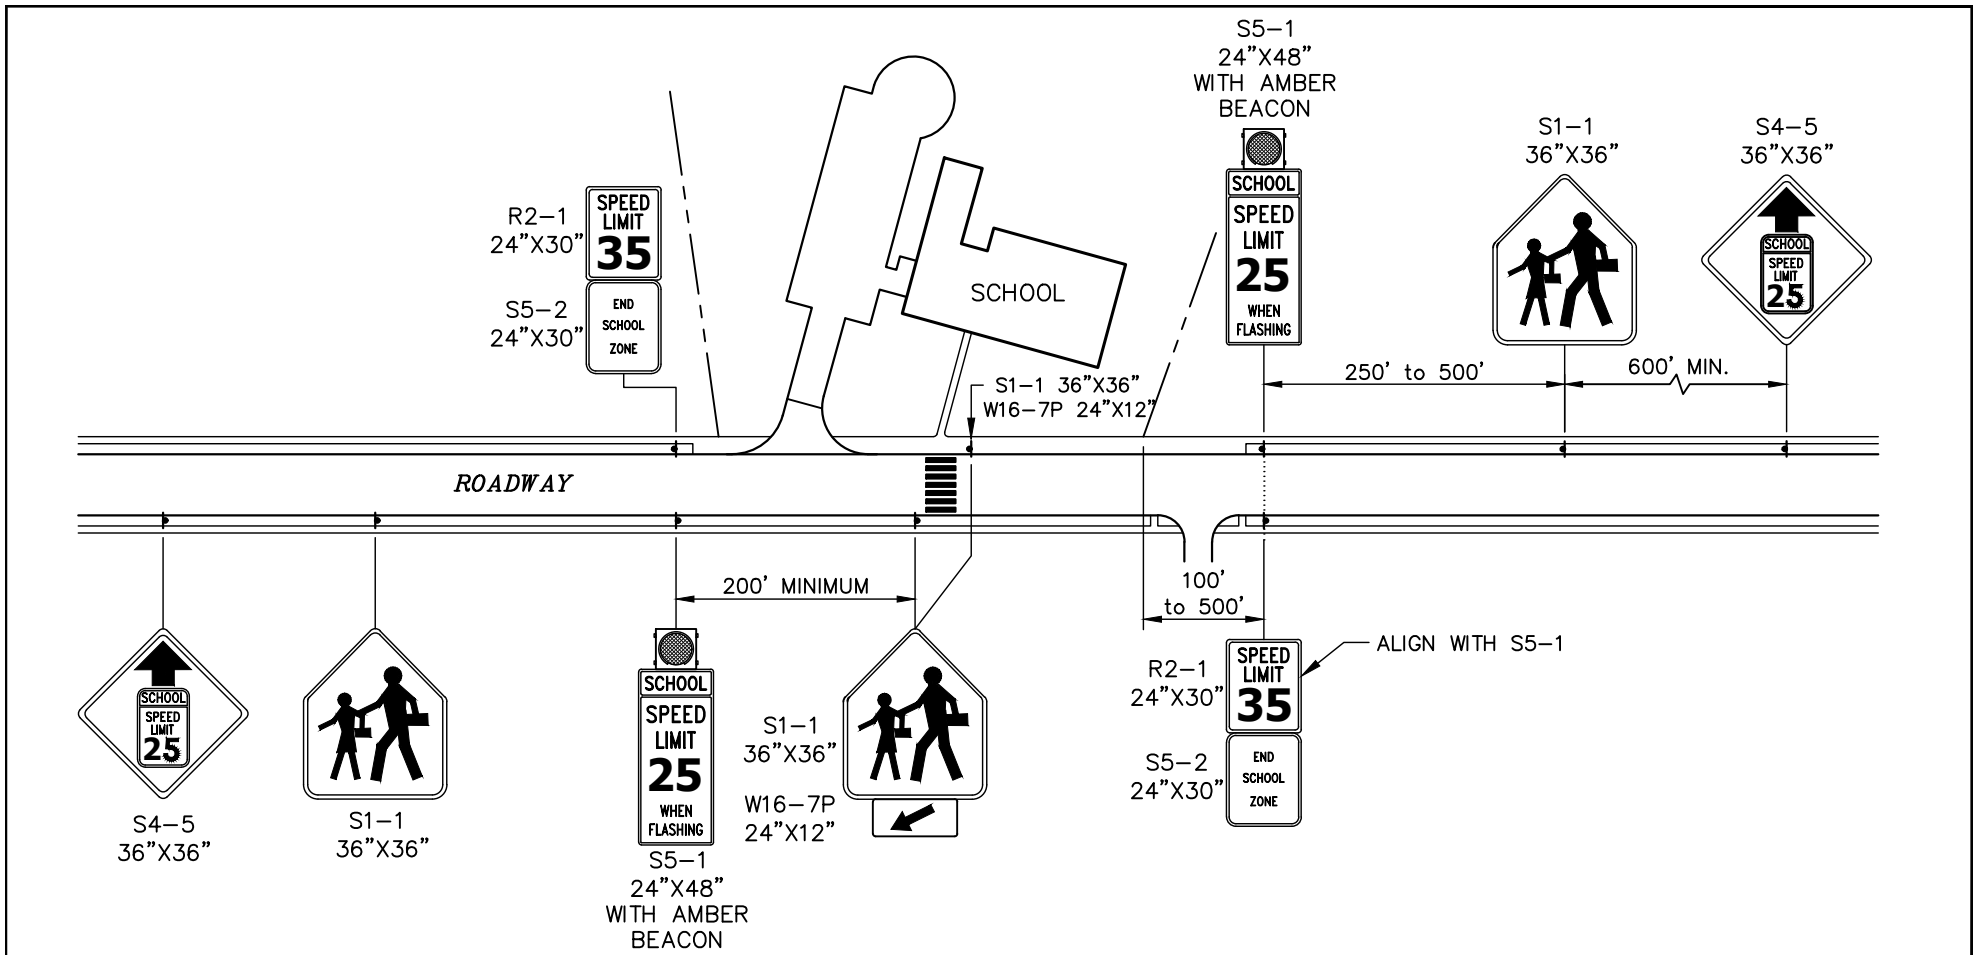 S5-1
24"X48"
WITH AMBER
BEACON
S1-1
36"X36"
S4-5
36"X36"
R2-1
24"X30"
SPEED
LIMIT
35
S5-2
24"X30"
END
SCHOOL
ZONE
SCHOOL
SCHOOL
SPEED
LIMIT
25
WHEN
FLASHING
SCHOOL
SPEED
LIMIT
25
250' to 500'
600' MIN.
S1-1 36"X36"
W16-7P 24"X12"
ROADWAY
200' MINIMUM
100'
to 500'
SCHOOL
SPEED
LIMIT
25
S4-5
36"X36"
S1-1
36"X36"
SCHOOL
SPEED
LIMIT
25
WHEN
FLASHING
S5-1
24"X48"
WITH AMBER
BEACON
S1-1
36"X36"
W16-7P
24"X12"
R2-1
24"X30"
SPEED
LIMIT
35
ALIGN WITH S5-1
S5-2
24"X30"
END
SCHOOL
ZONE